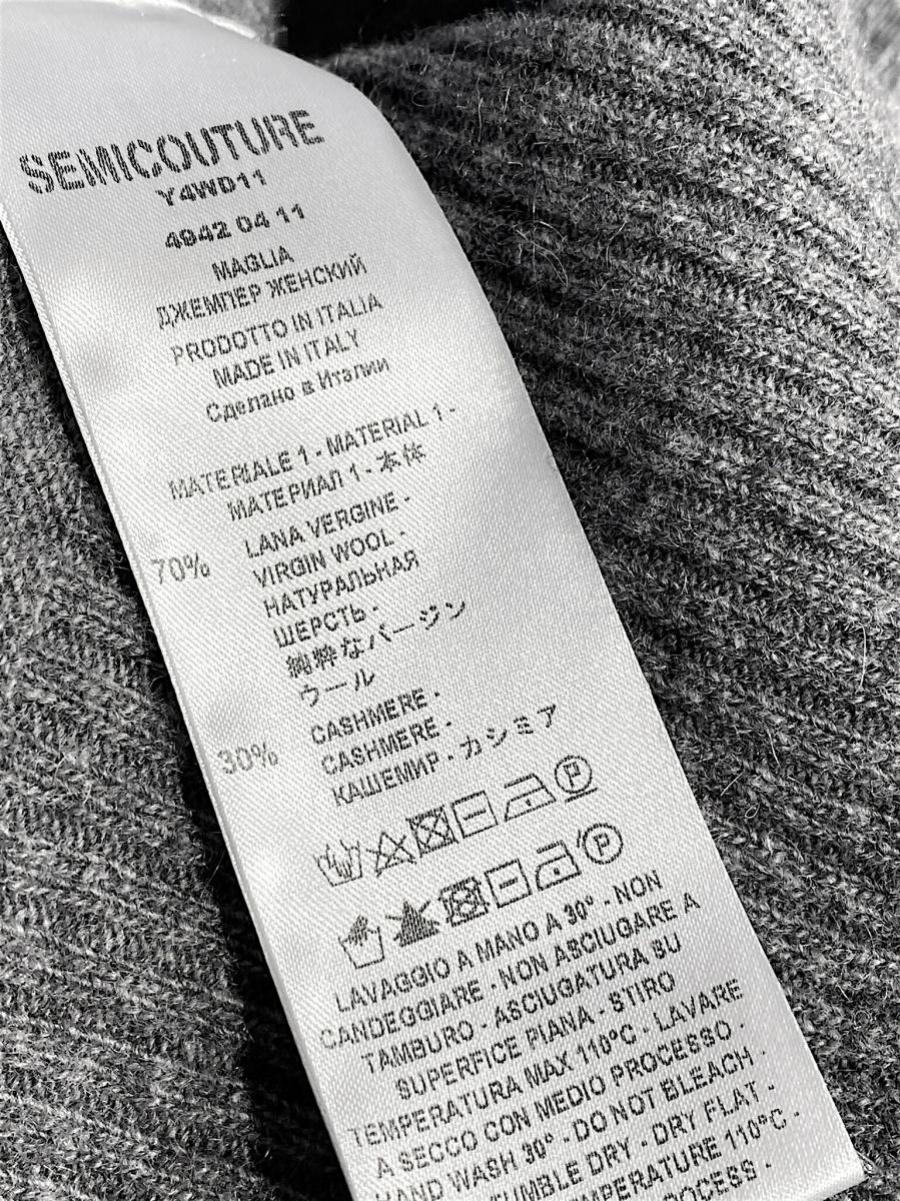 SEMICOUTURE
Y4WD11
4942 04 11
MAGLIA
ДЖЕМПЕР ЖЕНСКИЙ
PRODOTTO IN ITALIA
MADE IN ITALY
Сделано в Италии
MATERIALE 1 - MATERIAL 1 -
МАТЕРИАЛ 1 - 本体
70% LANA VERGINE -
VIRGIN WOOL -
НАТУРАЛЬНАЯ
ШЕРСТЬ -
純粋なバージン
ウール
30% CASHMERE -
CASHMERE -
КАШЕМИР - カシミア
P
P
LAVAGGIO A MANO A 30° - NON
CANDEGGIARE - NON ASCIUGARE A
TAMBURO - ASCIUGATURA SU
SUPERFICE PIANA - STIRO
TEMPERATURA MAX 110°C - LAVARE
A SECCO CON MEDIO PROCESSO -
HAND WASH 30° - DO NOT BLEACH -
TUMBLE DRY - DRY FLAT -
TEMPERATURE 110°C -
PROCESS -